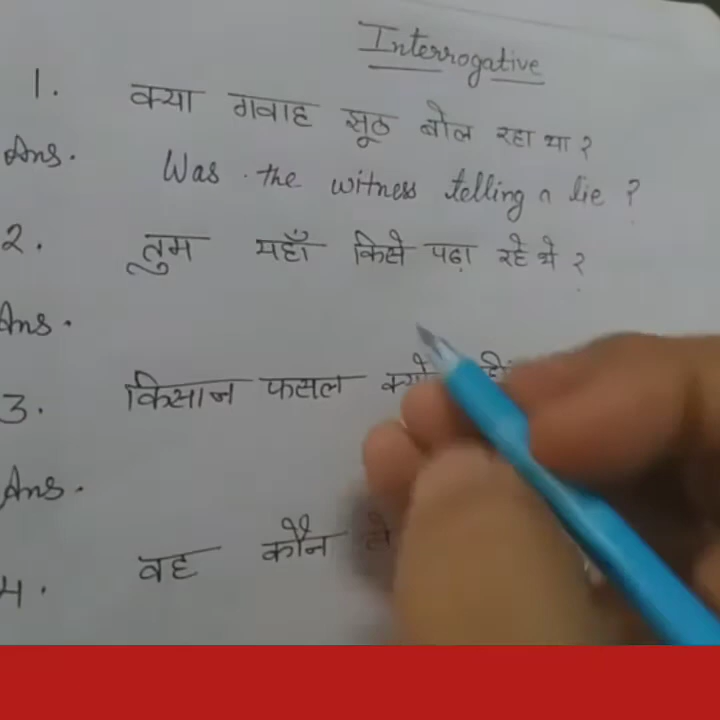 Interrogative
1. क्या गवाह झूठ बोल रहा था ?
Ans. Was the witness telling a lie ?
2. तुम यहाँ किसे पढ़ा रहे थे ?
Ans.
3. किसान फसल क्यों
Ans.
4. वह कौन